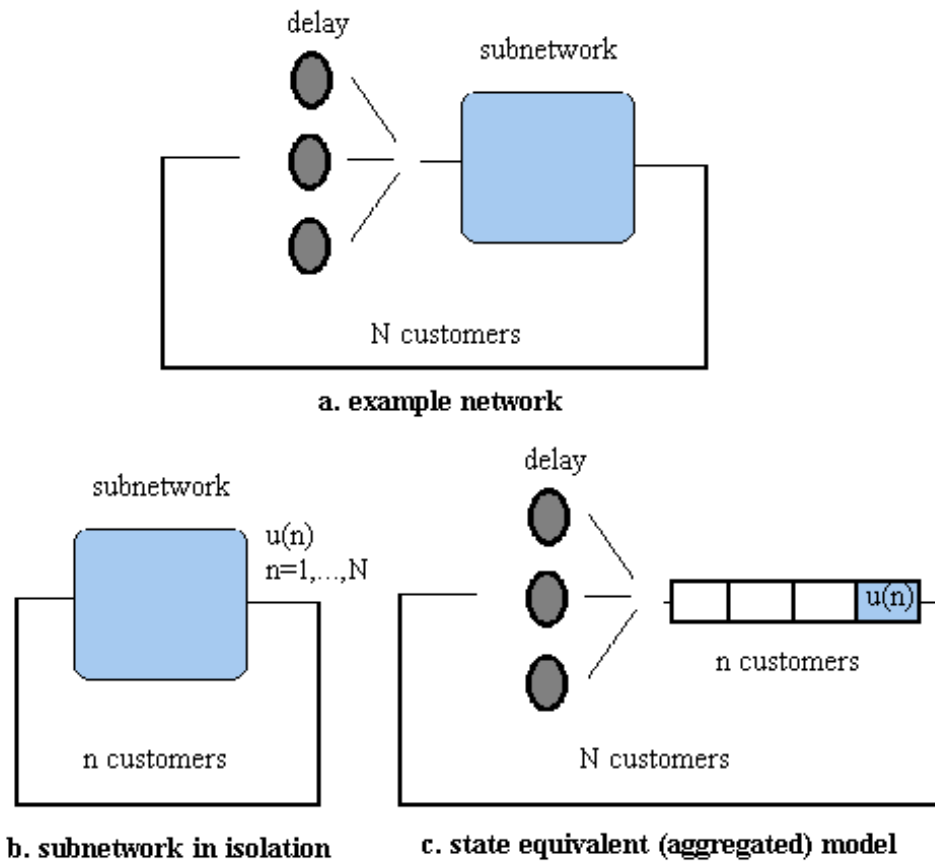 delay
subnetwork
N customers
a. example network
subnetwork
u(n)
n=1,...,N
n customers
b. subnetwork in isolation
delay
u(n)
n customers
N customers
c. state equivalent (aggregated) model